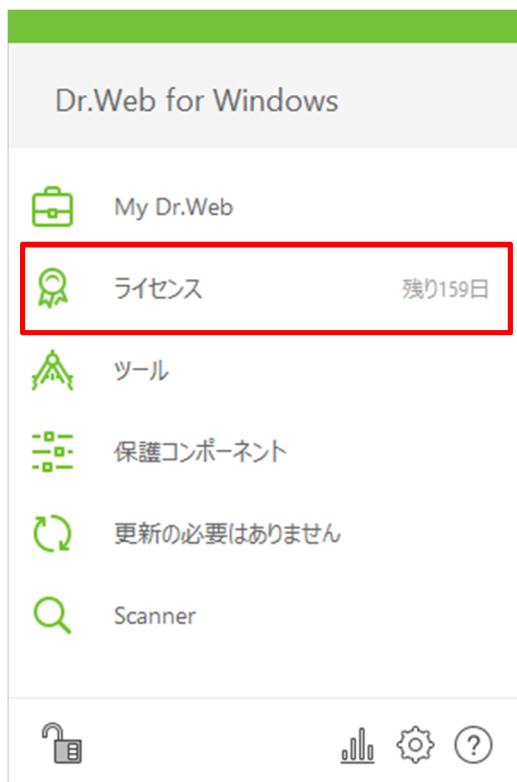 Dr.Web for Windows
My Dr.Web
ライセンス 残り159日
ツール
保護コンポーネント
更新の必要はありません
Scanner